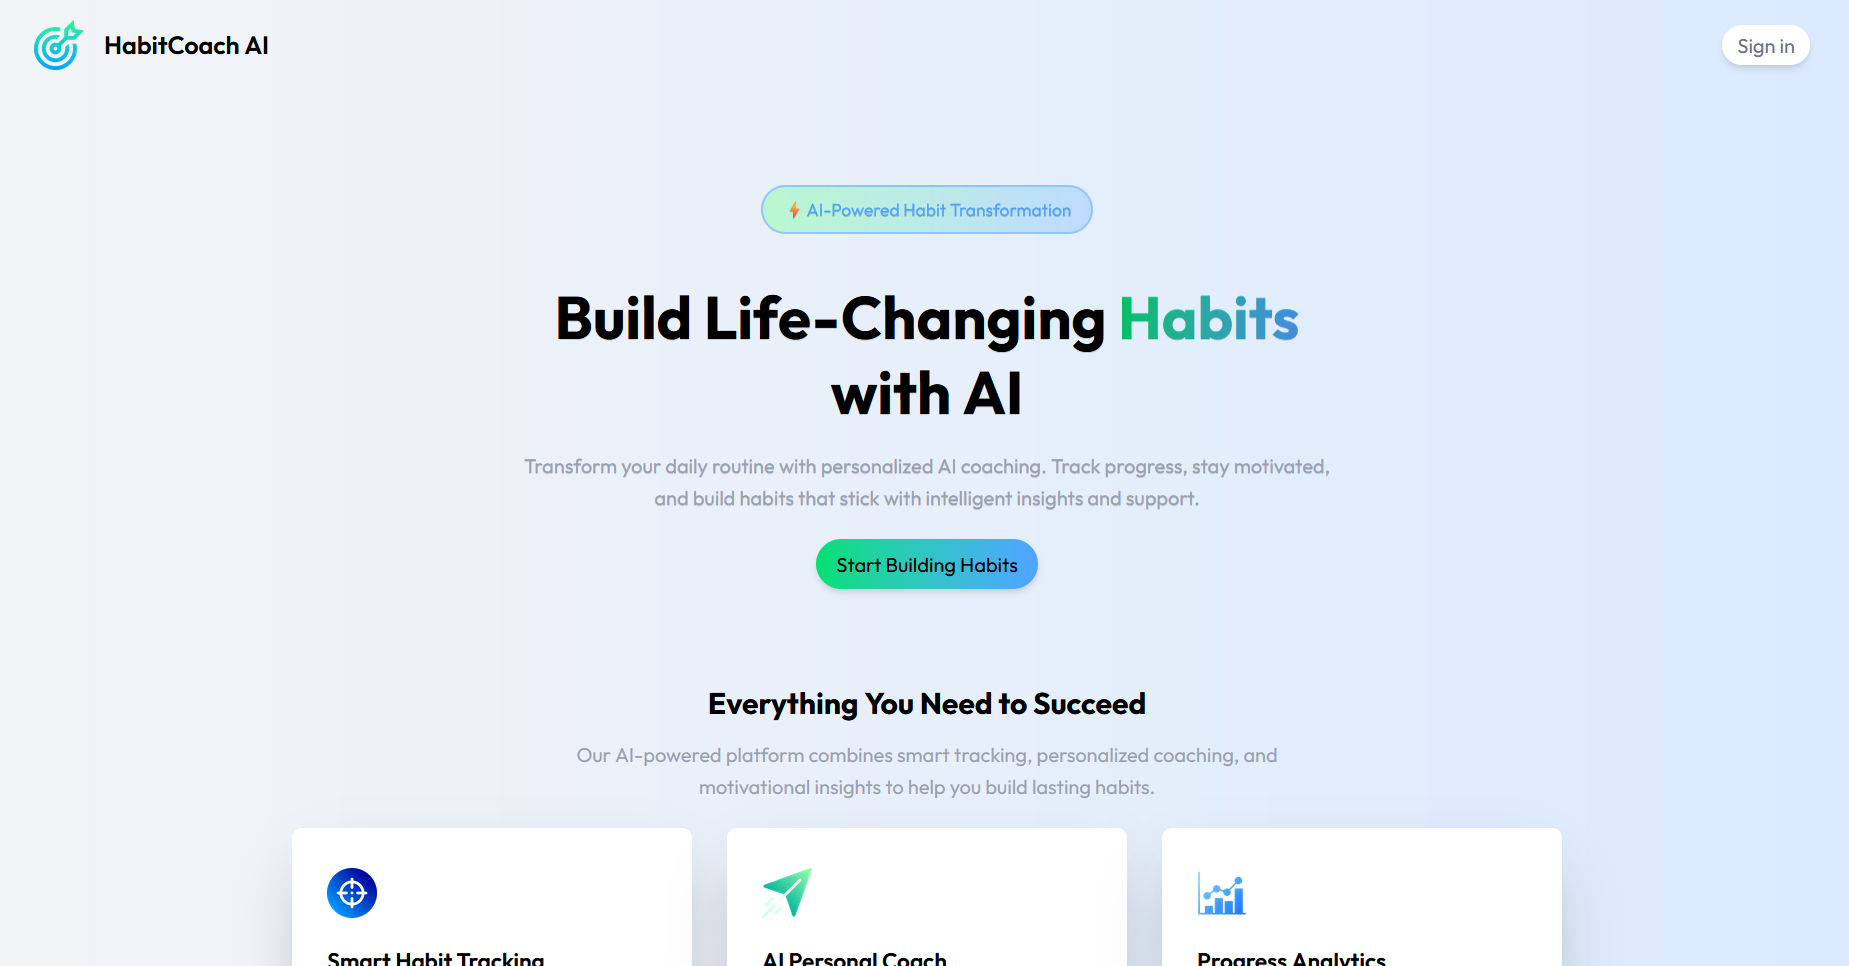 HabitCoach AI
Sign in
AI-Powered Habit Transformation
Build Life-Changing Habits
with AI
Transform your daily routine with personalized AI coaching. Track progress, stay motivated,
and build habits that stick with intelligent insights and support.
Start Building Habits
Everything You Need to Succeed
Our AI-powered platform combines smart tracking, personalized coaching, and
motivational insights to help you build lasting habits.
Smart Habit Tracking
AI Personal Coach
Progress Analytics